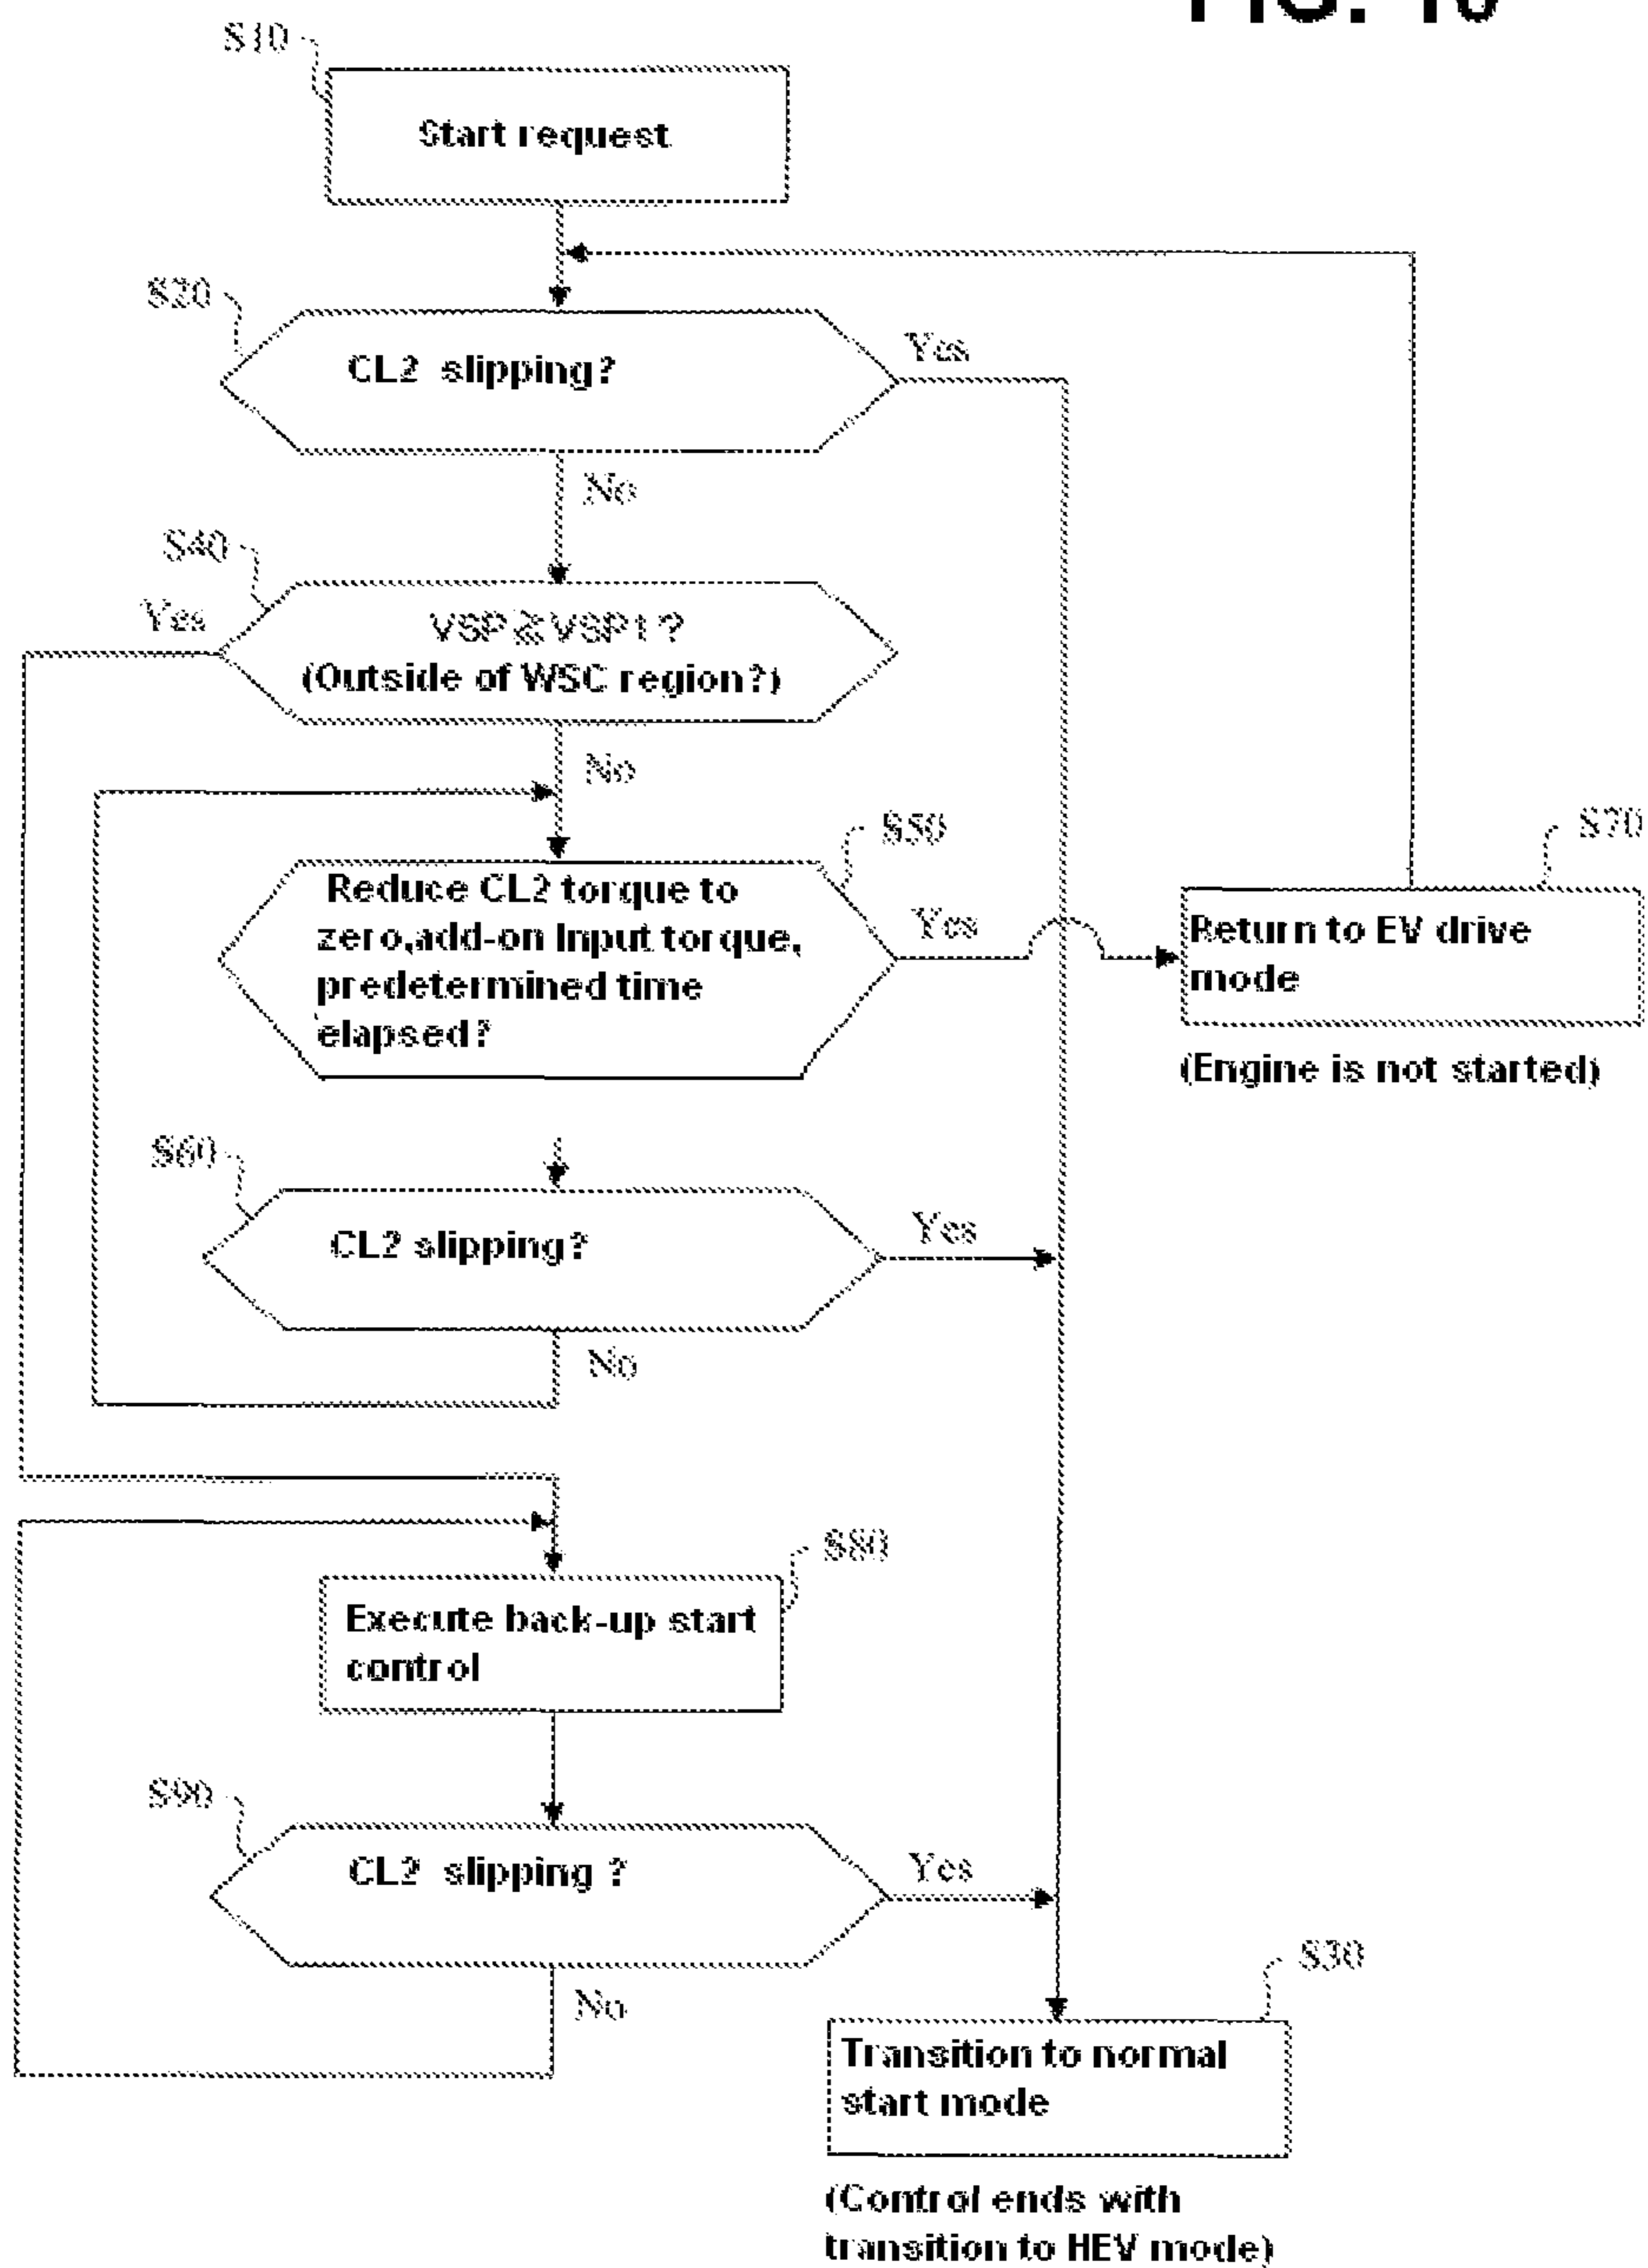 S10
Start request
S20
CL2 slipping?
Yes
No
S40
Yes
VSP≧VSP1?
(Outside of WSC region?)
No
S50
S70
Reduce CL2 torque to
zero,add-on Input torque,
predetermined time
elapsed?
Yes
Return to EV drive
mode
(Engine is not started)
S60
CL2 slipping?
Yes
No
S80
Execute back-up start
control
S90
CL2 slipping ?
Yes
No
S30
Transition to normal
start mode
(Control ends with
transition to HEV mode)